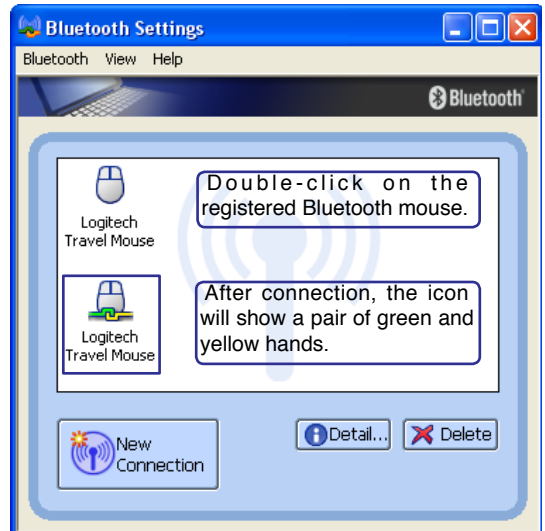 Bluetooth Settings
Bluetooth View Help
Bluetooth
Logitech
Travel Mouse
Double-click on the
registered Bluetooth mouse.
Logitech
Travel Mouse
After connection, the icon
will show a pair of green and
yellow hands.
New
Connection
Detail...
Delete